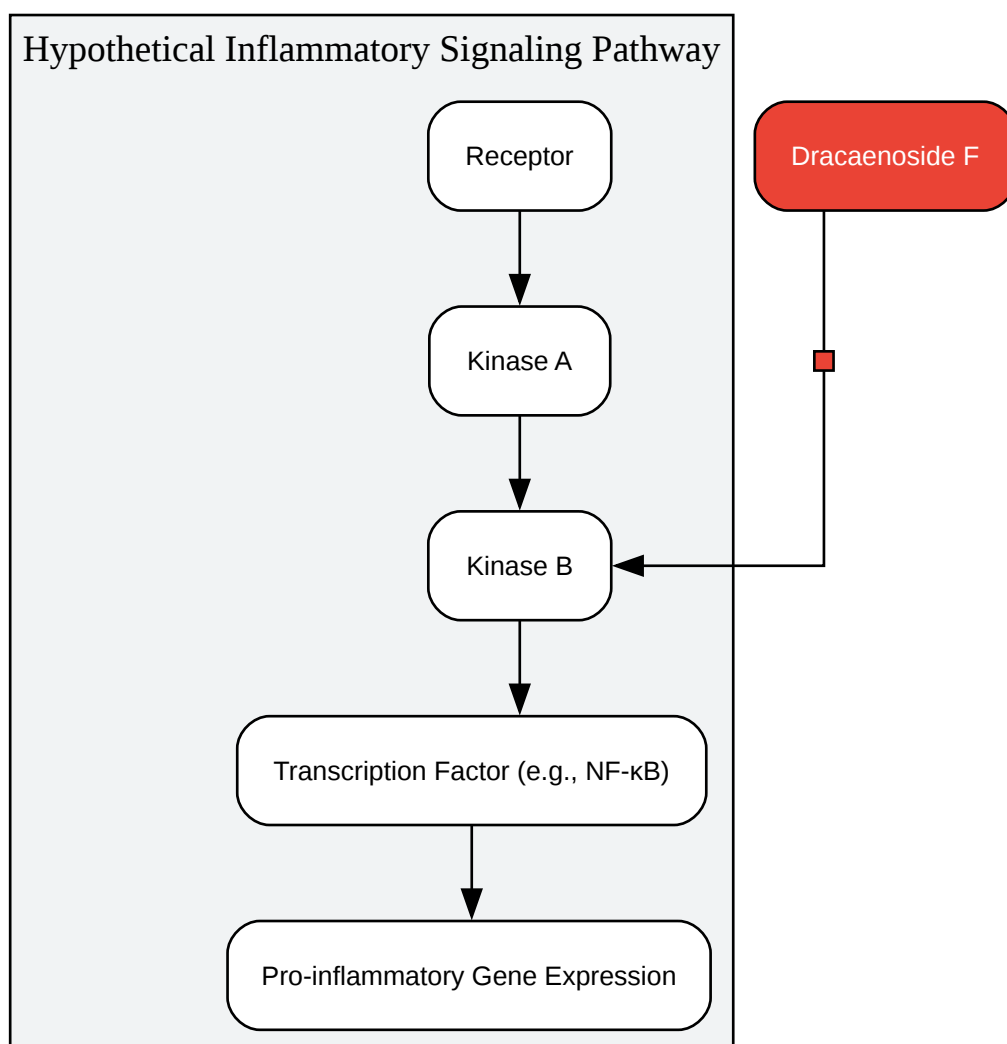 Hypothetical Inflammatory Signaling Pathway
Receptor
Dracaenoside F
Kinase A
Kinase B
Transcription Factor (e.g., NF-κB)
Pro-inflammatory Gene Expression